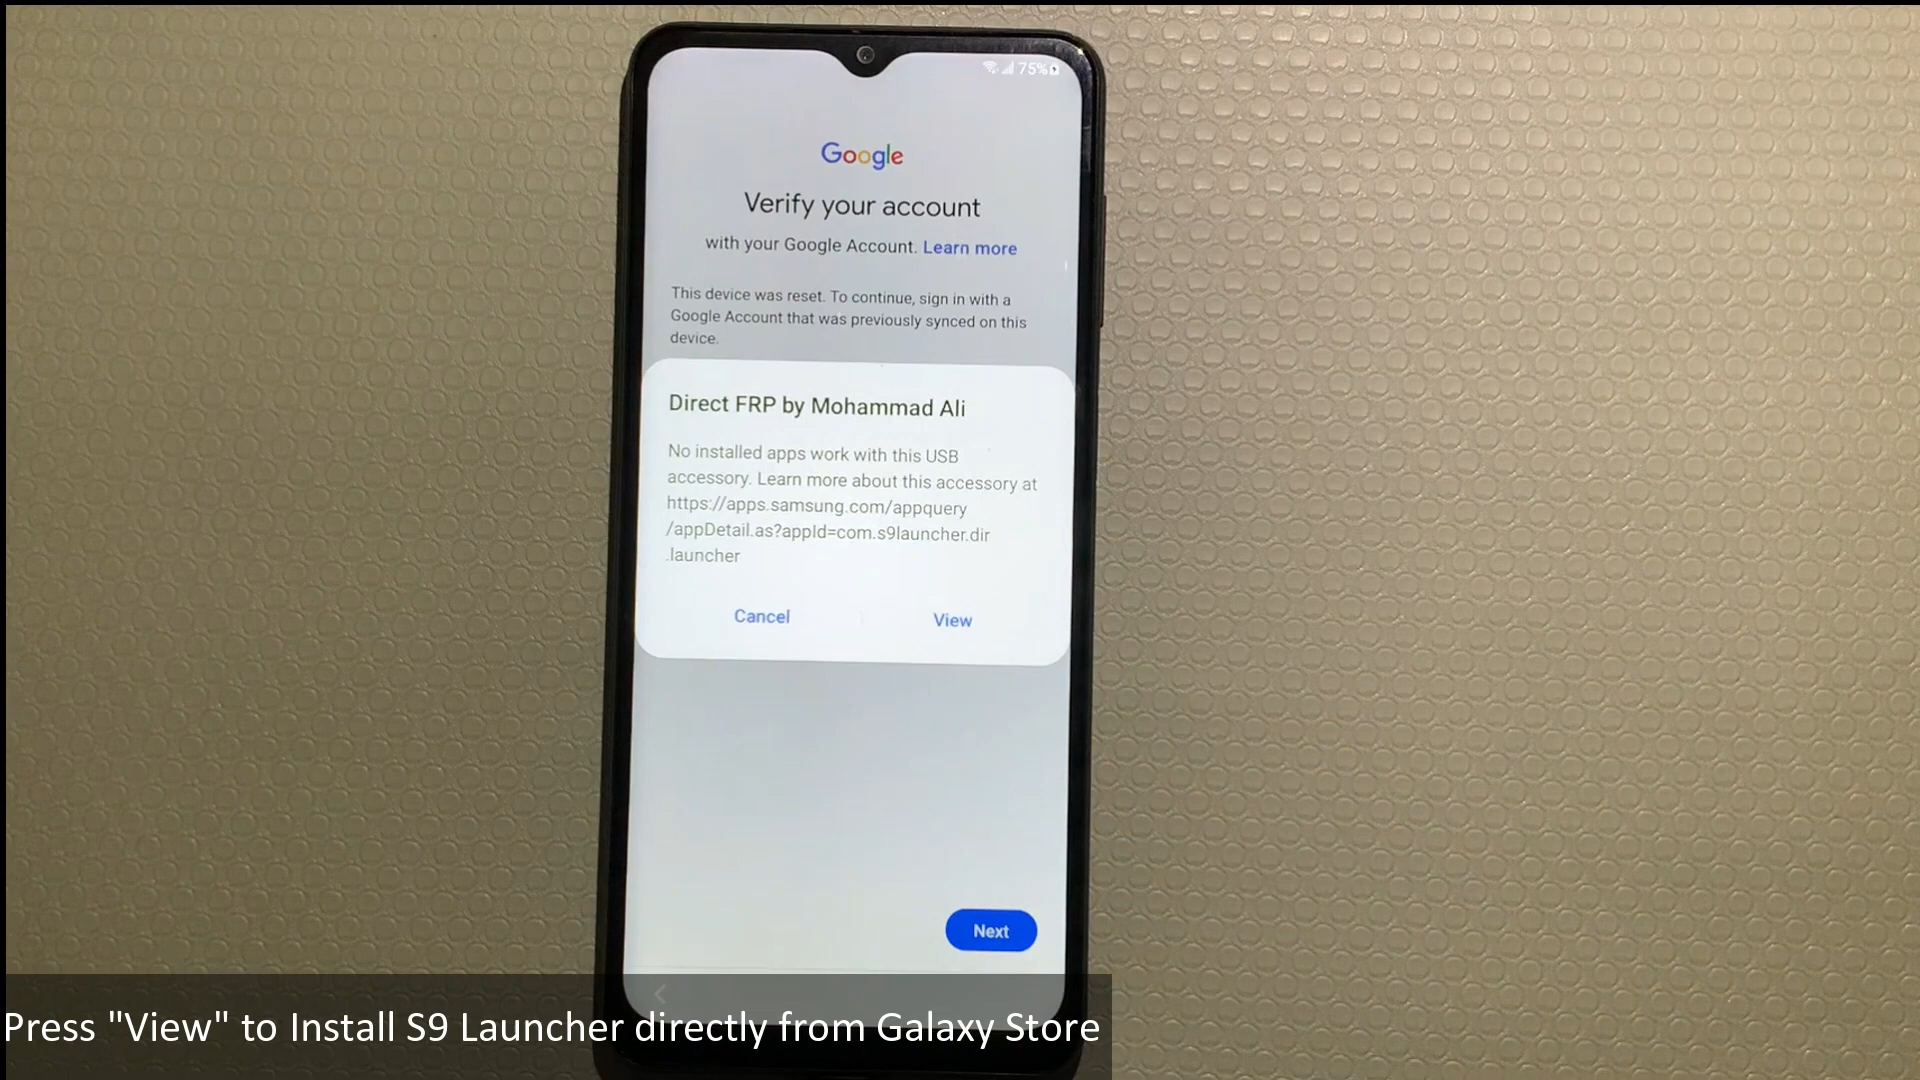 75%
Google
Verify your account
with your Google Account. Learn more
This device was reset. To continue, sign in with a
Google Account that was previously synced on this
device.
Direct FRP by Mohammad Ali
No installed apps work with this USB
accessory. Learn more about this accessory at
https://apps.samsung.com/appquery
/appDetail.as?appId=com.s9launcher.dir
.launcher
Cancel
View
Next
Press "View" to Install S9 Launcher directly from Galaxy Store